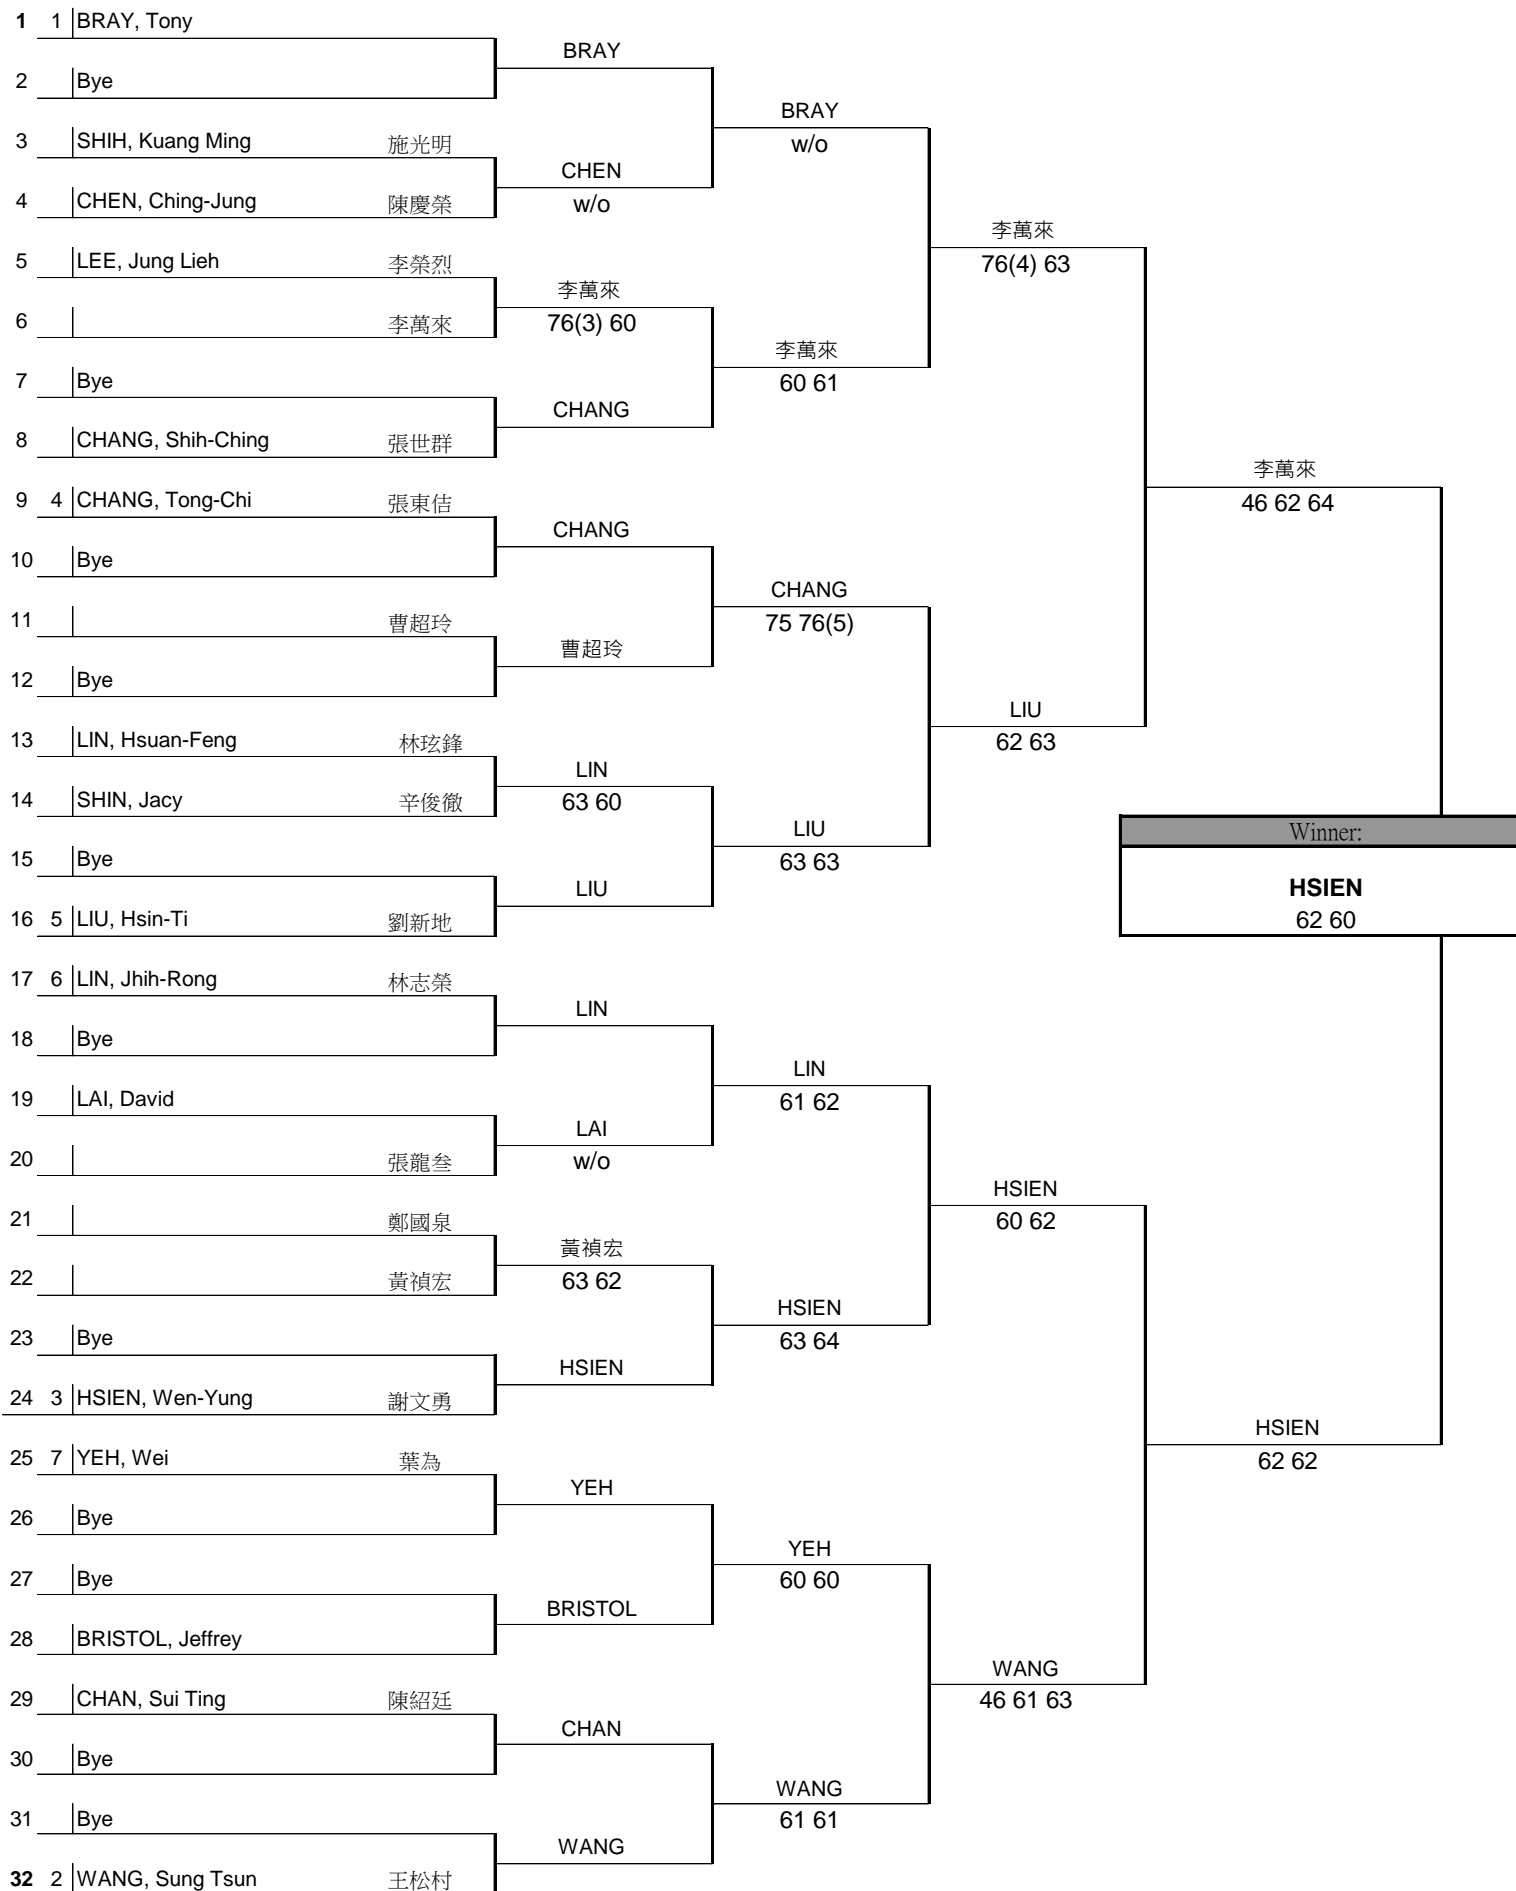 1 1 BRAY, Tony
BRAY
2 Bye
BRAY
w/o
3 SHIH, Kuang Ming 施光明
CHEN
w/o
4 CHEN, Ching-Jung 陳慶榮
李萬來
76(4) 63
5 LEE, Jung Lieh 李榮烈
李萬來
76(3) 60
6 李萬來
李萬來
60 61
7 Bye
CHANG
8 CHANG, Shih-Ching 張世群
李萬來
46 62 64
9 4 CHANG, Tong-Chi 張東佶
CHANG
10 Bye
CHANG
75 76(5)
11 曹超玲
曹超玲
12 Bye
LIU
62 63
13 LIN, Hsuan-Feng 林玹鋒
LIN
63 60
14 SHIN, Jacy 辛俊徹
LIU
63 63
Winner:
15 Bye
LIU
HSIEN
62 60
16 5 LIU, Hsin-Ti 劉新地
17 6 LIN, Jhih-Rong 林志榮
LIN
18 Bye
LIN
61 62
19 LAI, David
LAI
w/o
20 張龍叁
HSIEN
60 62
21 鄭國泉
黃禎宏
63 62
22 黃禎宏
HSIEN
63 64
23 Bye
HSIEN
24 3 HSIEN, Wen-Yung 謝文勇
HSIEN
62 62
25 7 YEH, Wei 葉為
YEH
26 Bye
YEH
60 60
27 Bye
BRISTOL
28 BRISTOL, Jeffrey
WANG
46 61 63
29 CHAN, Sui Ting 陳紹廷
CHAN
30 Bye
WANG
61 61
31 Bye
WANG
32 2 WANG, Sung Tsun 王松村